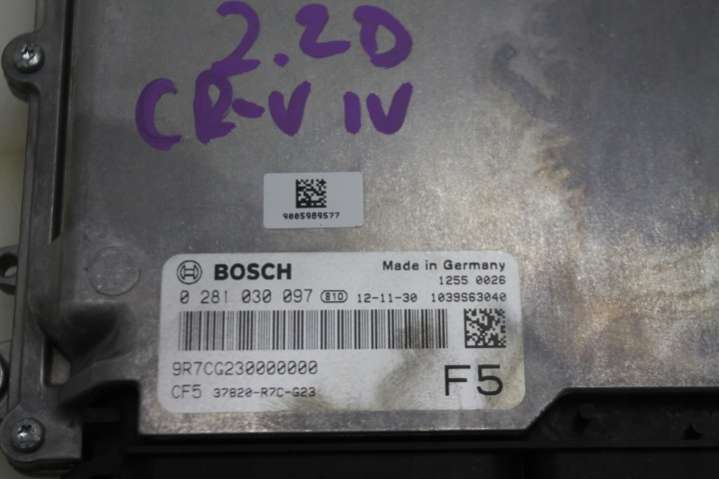 2.2D
CR-V IV
9005989577
BOSCH Made in Germany
1255 0026
0 281 030 097 810 12-11-30 1039S63040
9R7CG230000000
CF5 37820-R7C-G23 F5